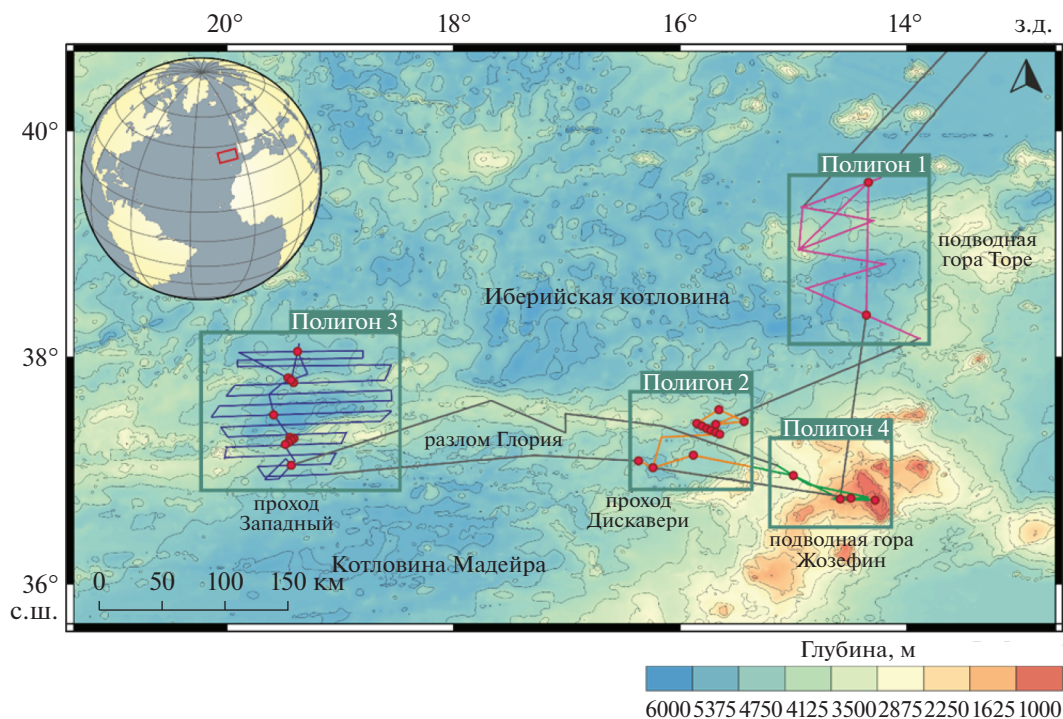 20° 18° 16° 14° з.д.
40°
Полигон 1
подводная
гора Торе
Иберийская котловина
Полигон 3
38°
Полигон 2
Полигон 4
разлом Глория
проход
Западный
проход
Дискавери
подводная гора
Жозефин
Котловина Мадейра
36°
0 50 100 150 км
с.ш.
Глубина, м
6000 5375 4750 4125 3500 2875 2250 1625 1000